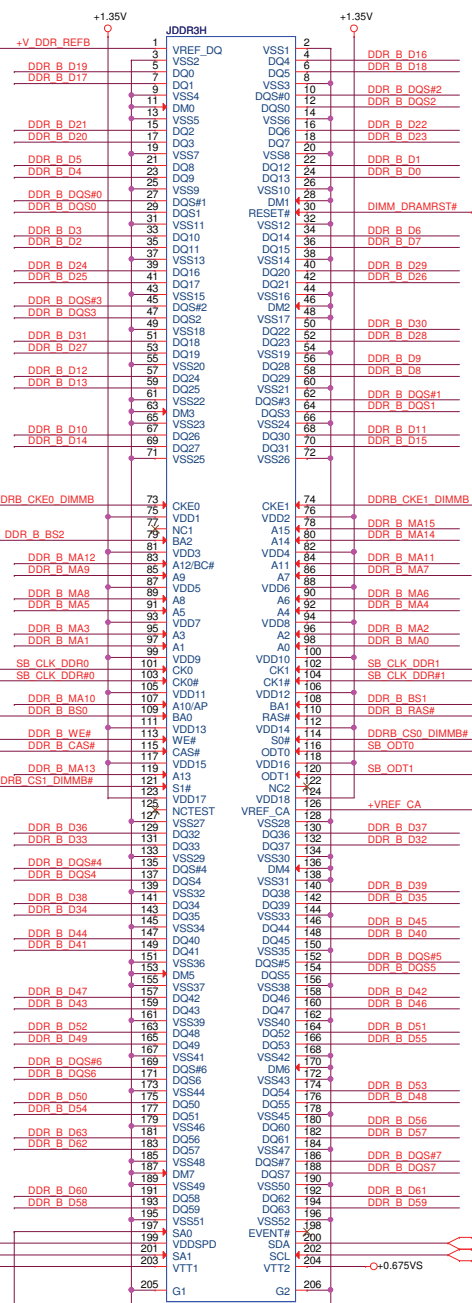 +1.35V +1.35V
JDDR3H
+V_DDR_REFB 1 VREF_DQ VSS1 2
3 VSS2 DQ4 4 DDR_B_D16
DDR_B_D19 5 DQ0 DQ5 6 DDR_B_D18
DDR_B_D17 7 DQ1 VSS3 8
9 VSS4 DQS#0 10 DDR_B_DQS#2
11 DM0 DQS0 12 DDR_B_DQS2
13 VSS5 VSS6 14
DDR_B_D21 15 DQ2 DQ6 16 DDR_B_D22
DDR_B_D20 17 DQ3 DQ7 18 DDR_B_D23
19 VSS7 VSS8 20
DDR_B_D5 21 DQ8 DQ12 22 DDR_B_D1
DDR_B_D4 23 DQ9 DQ13 24 DDR_B_D0
25 VSS9 VSS10 26
DDR_B_DQS#0 27 DQS#1 DM1 28
DDR_B_DQS0 29 DQS1 RESET# 30 DIMM_DRAMRST#
31 VSS11 VSS12 32
DDR_B_D3 33 DQ10 DQ14 34 DDR_B_D6
DDR_B_D2 35 DQ11 DQ15 36 DDR_B_D7
37 VSS13 VSS14 38
DDR_B_D24 39 DQ16 DQ20 40 DDR_B_D29
DDR_B_D25 41 DQ17 DQ21 42 DDR_B_D26
43 VSS15 VSS16 44
DDR_B_DQS#3 45 DQS#2 DM2 46
DDR_B_DQS3 47 DQS2 VSS17 48
49 VSS18 DQ22 50 DDR_B_D30
DDR_B_D31 51 DQ18 DQ23 52 DDR_B_D28
DDR_B_D27 53 DQ19 VSS19 54
55 VSS20 DQ28 56 DDR_B_D9
DDR_B_D12 57 DQ24 DQ29 58 DDR_B_D8
DDR_B_D13 59 DQ25 VSS21 60
61 VSS22 DQS#3 62 DDR_B_DQS#1
63 DM3 DQS3 64 DDR_B_DQS1
65 VSS23 VSS24 66
DDR_B_D10 67 DQ26 DQ30 68 DDR_B_D11
DDR_B_D14 69 DQ27 DQ31 70 DDR_B_D15
71 VSS25 VSS26 72
DRB_CKE0_DIMMB 73 CKE0 CKE1 74 DDRB_CKE1_DIMMB
75 VDD1 VDD2 76
77 NC1 A15 78 DDR_B_MA15
DDR_B_BS2 79 BA2 A14 80 DDR_B_MA14
81 VDD3 VDD4 82
DDR_B_MA12 83 A12/BC# A11 84 DDR_B_MA11
DDR_B_MA9 85 A9 A7 86 DDR_B_MA7
87 VDD5 VDD6 88
DDR_B_MA8 89 A8 A6 90 DDR_B_MA6
DDR_B_MA5 91 A5 A4 92 DDR_B_MA4
93 VDD7 VDD8 94
DDR_B_MA3 95 A3 A2 96 DDR_B_MA2
DDR_B_MA1 97 A1 A0 98 DDR_B_MA0
99 VDD9 VDD10 100
SB_CLK_DDR0 101 CK0 CK1 102 SB_CLK_DDR1
SB_CLK_DDR#0 103 CK0# CK1# 104 SB_CLK_DDR#1
105 VDD11 VDD12 106
DDR_B_MA10 107 A10/AP BA1 108 DDR_B_BS1
DDR_B_BS0 109 BA0 RAS# 110 DDR_B_RAS#
111 VDD13 VDD14 112
DDR_B_WE# 113 WE# S0# 114 DDRB_CS0_DIMMB#
DDR_B_CAS# 115 CAS# ODT0 116 SB_ODT0
117 VDD15 VDD16 118
DDR_B_MA13 119 A13 ODT1 120 SB_ODT1
DRB_CS1_DIMMB# 121 S1# NC2 122
123 VDD17 VDD18 124
125 NCTEST VREF_CA 126 +VREF_CA
127 VSS27 VSS28 128
DDR_B_D36 129 DQ32 DQ36 130 DDR_B_D37
DDR_B_D33 131 DQ33 DQ37 132 DDR_B_D32
133 VSS29 VSS30 134
DDR_B_DQS#4 135 DQS#4 DM4 136
DDR_B_DQS4 137 DQS4 VSS31 138
139 VSS32 DQ38 140 DDR_B_D39
DDR_B_D38 141 DQ34 DQ39 142 DDR_B_D35
DDR_B_D34 143 DQ35 VSS33 144
145 VSS34 DQ44 146 DDR_B_D45
DDR_B_D44 147 DQ40 DQ45 148 DDR_B_D40
DDR_B_D41 149 DQ41 VSS35 150
151 VSS36 DQS#5 152 DDR_B_DQS#5
153 DM5 DQS5 154 DDR_B_DQS5
155 VSS37 VSS38 156
DDR_B_D47 157 DQ42 DQ46 158 DDR_B_D42
DDR_B_D43 159 DQ43 DQ47 160 DDR_B_D46
161 VSS39 VSS40 162
DDR_B_D52 163 DQ48 DQ52 164 DDR_B_D51
DDR_B_D49 165 DQ49 DQ53 166 DDR_B_D55
167 VSS41 VSS42 168
DDR_B_DQS#6 169 DQS#6 DM6 170
DDR_B_DQS6 171 DQS6 VSS43 172
173 VSS44 DQ54 174 DDR_B_D53
DDR_B_D50 175 DQ50 DQ55 176 DDR_B_D48
DDR_B_D54 177 DQ51 VSS45 178
179 VSS46 DQ60 180 DDR_B_D56
DDR_B_D63 181 DQ56 DQ61 182 DDR_B_D57
DDR_B_D62 183 DQ57 VSS47 184
185 VSS48 DQS#7 186 DDR_B_DQS#7
187 DM7 DQS7 188 DDR_B_DQS7
189 VSS49 VSS50 190
DDR_B_D60 191 DQ58 DQ62 192 DDR_B_D61
DDR_B_D58 193 DQ59 DQ63 194 DDR_B_D59
195 VSS51 VSS52 196
197 SA0 EVENT# 198
199 VDDSPD SDA 200
201 SA1 SCL 202
203 VTT1 VTT2 204 +0.675VS
205 G1 G2 206